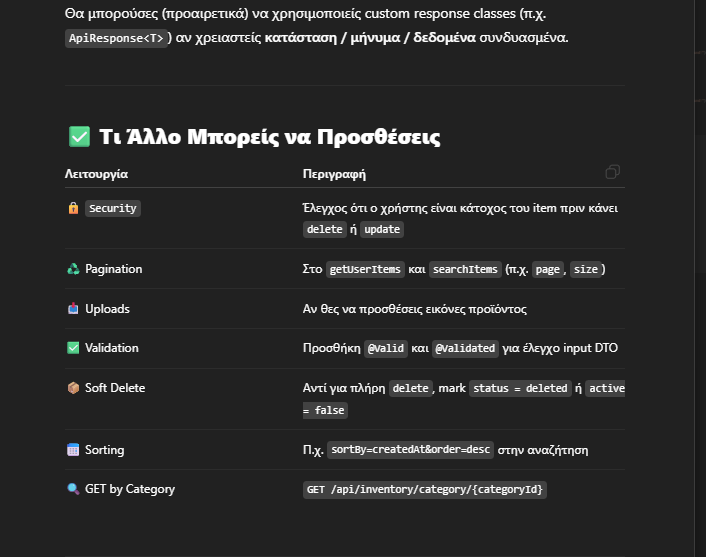 Θα μπορούσες (προαιρετικά) να χρησιμοποιείς custom response classes (π.χ.
ApiResponse<T>) αν χρειαστείς κατάσταση / μήνυμα / δεδομένα συνδυασμένα.
✅ Τι Άλλο Μπορείς να Προσθέσεις
Λειτουργία Περιγραφή
🔒 Security Έλεγχος ότι ο χρήστης είναι κάτοχος του item πριν κάνει
delete ή update
♻️ Pagination Στο getUserItems και searchItems (π.χ. page, size)
📤 Uploads Αν θες να προσθέσεις εικόνες προϊόντος
✅ Validation Προσθήκη @Valid και @Validated για έλεγχο input DTO
📦 Soft Delete Αντί για πλήρη delete, mark status = deleted ή active
= false
📅 Sorting Π.χ. sortBy=createdAt&order=desc στην αναζήτηση
🔍 GET by Category GET /api/inventory/category/{categoryId}